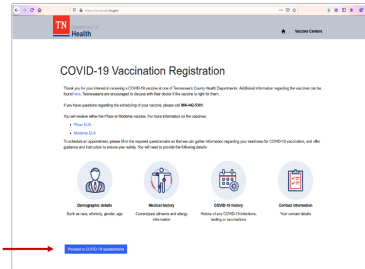 TN
Department of
Health
Vaccine Centers
COVID-19 Vaccination Registration
Thank you for your interest in receiving a COVID-19 vaccine at one of Tennessee's County Health Departments. Additional information regarding the vaccines can be
found here. Tennesseans are encouraged to discuss with their doctor if the vaccine is right for them.
If you have questions regarding the scheduling of your vaccine, please call 866-442-5301.
You will receive either the Pfizer or Moderna vaccine. For more information on the vaccines:
Pfizer EUA
Moderna EUA
To schedule an appointment, please fill in the required questionnaire so that we can gather information regarding your readiness for COVID-19 vaccination, and offer
guidance and instruction to ensure your safety. You will need to provide the following details:
Demographic details
Such as race, ethnicity, gender, age
Medical history
Current/past ailments and allergy
information
COVID-19 history
History of any COVID-19 infections,
testing or vaccinations
Contact information
Your contact details
Proceed to COVID-19 questionnaire